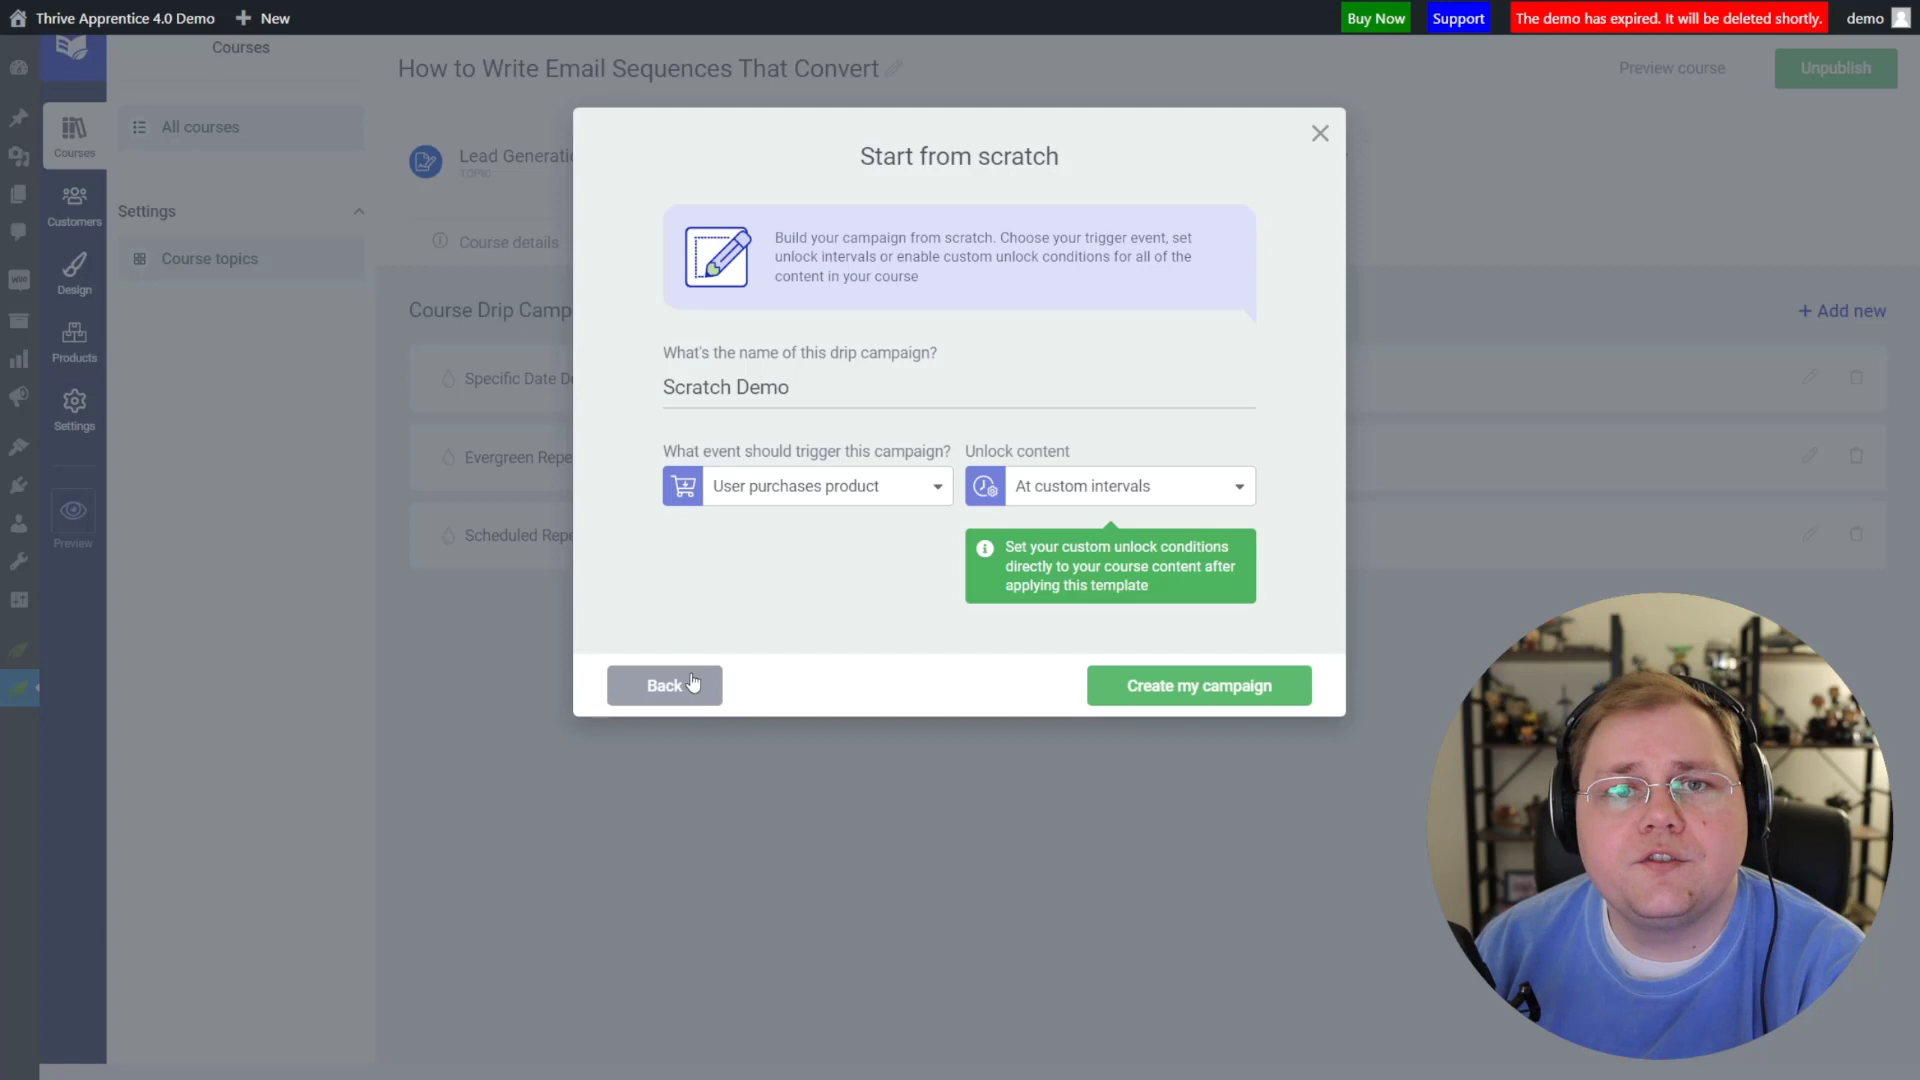 Thrive Apprentice 4.0 Demo
New
Buy Now
Support
The demo has expired. It will be deleted shortly.
demo
Courses
How to Write Email Sequences That Convert
Preview course
Unpublish
Courses
All courses
Lead Generatio
TOPIC
Customers
Settings
Course details
Course topics
Design
Course Drip Camp
+ Add new
Products
Specific Date D
Settings
Evergreen Repe
Preview
Scheduled Repe
WOO
Start from scratch
Build your campaign from scratch. Choose your trigger event, set
unlock intervals or enable custom unlock conditions for all of the
content in your course
What's the name of this drip campaign?
Scratch Demo
What event should trigger this campaign?
Unlock content
User purchases product
At custom intervals
Set your custom unlock conditions
directly to your course content after
applying this template
Back
Create my campaign